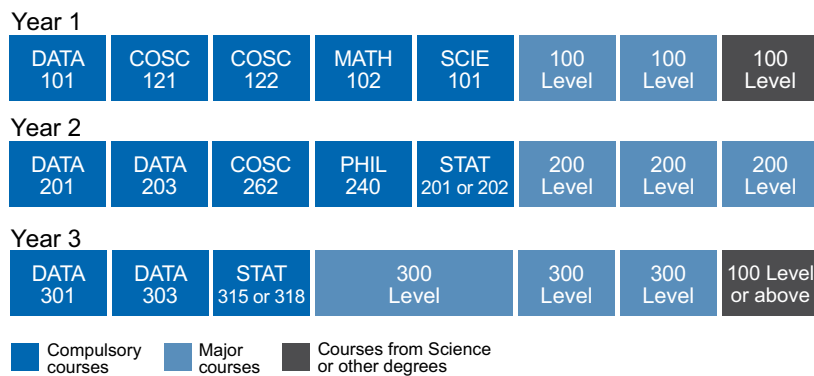 Year 1
DATA COSC COSC MATH SCIE 100 100 100
101 121 122 102 101 Level Level Level
Year 2
DATA DATA COSC PHIL STAT 200 200 200
201 203 262 240 201 or 202 Level Level Level
Year 3
DATA DATA STAT 300 300 300 100 Level
301 303 315 or 318 Level Level Level or above
Compulsory Major Courses from Science
courses courses or other degrees